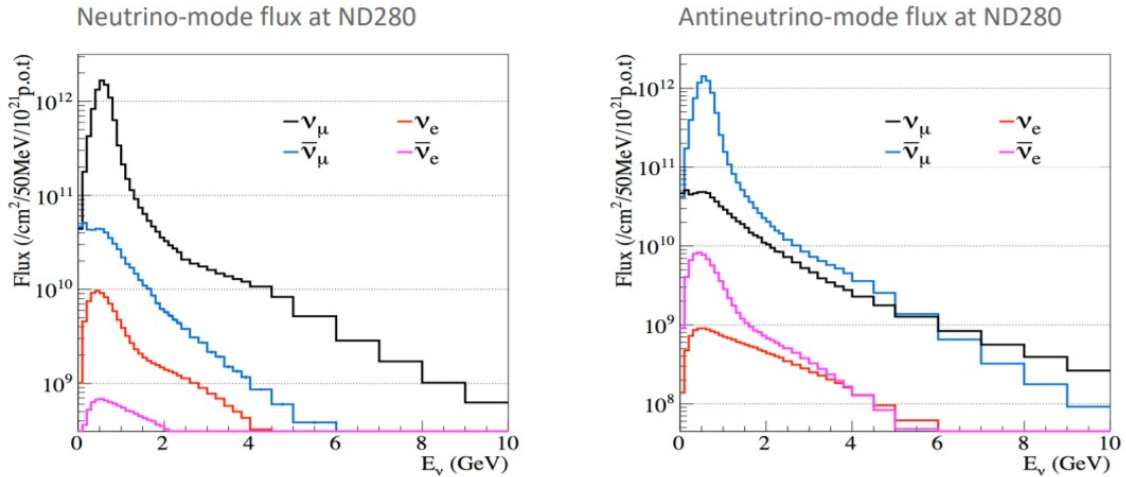 Neutrino-mode flux at ND280
Flux (/cm²/50MeV/10²¹p.o.t)
10¹²
10¹¹
10¹⁰
10⁹
ν_μ
ν_e
ν̅_μ
ν̅_e
0 2 4 6 8 10
E_ν (GeV)
Antineutrino-mode flux at ND280
Flux (/cm²/50MeV/10²¹p.o.t)
10¹²
10¹¹
10¹⁰
10⁹
10⁸
ν_μ
ν_e
ν̅_μ
ν̅_e
0 2 4 6 8 10
E_ν (GeV)